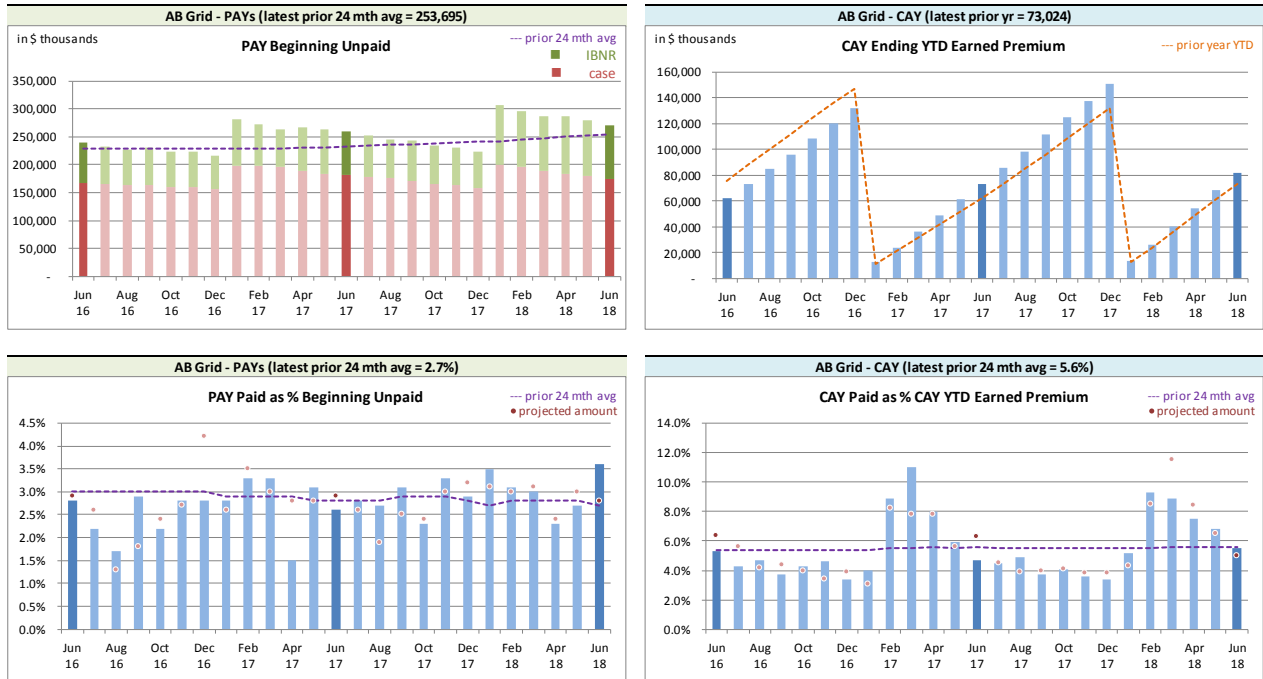 AB Grid - PAYs (latest prior 24 mth avg = 253,695)
in $ thousands
PAY Beginning Unpaid
--- prior 24 mth avg
IBNR
case
350,000
300,000
250,000
200,000
150,000
100,000
50,000
-
Jun 16 Aug 16 Oct 16 Dec 16 Feb 17 Apr 17 Jun 17 Aug 17 Oct 17 Dec 17 Feb 18 Apr 18 Jun 18
AB Grid - CAY (latest prior yr = 73,024)
in $ thousands
CAY Ending YTD Earned Premium
--- prior year YTD
160,000
140,000
120,000
100,000
80,000
60,000
40,000
20,000
-
Jun 16 Aug 16 Oct 16 Dec 16 Feb 17 Apr 17 Jun 17 Aug 17 Oct 17 Dec 17 Feb 18 Apr 18 Jun 18
AB Grid - PAYs (latest prior 24 mth avg = 2.7%)
PAY Paid as % Beginning Unpaid
--- prior 24 mth avg
projected amount
4.5%
4.0%
3.5%
3.0%
2.5%
2.0%
1.5%
1.0%
0.5%
0.0%
Jun 16 Aug 16 Oct 16 Dec 16 Feb 17 Apr 17 Jun 17 Aug 17 Oct 17 Dec 17 Feb 18 Apr 18 Jun 18
AB Grid - CAY (latest prior 24 mth avg = 5.6%)
CAY Paid as % CAY YTD Earned Premium
--- prior 24 mth avg
projected amount
14.0%
12.0%
10.0%
8.0%
6.0%
4.0%
2.0%
0.0%
Jun 16 Aug 16 Oct 16 Dec 16 Feb 17 Apr 17 Jun 17 Aug 17 Oct 17 Dec 17 Feb 18 Apr 18 Jun 18